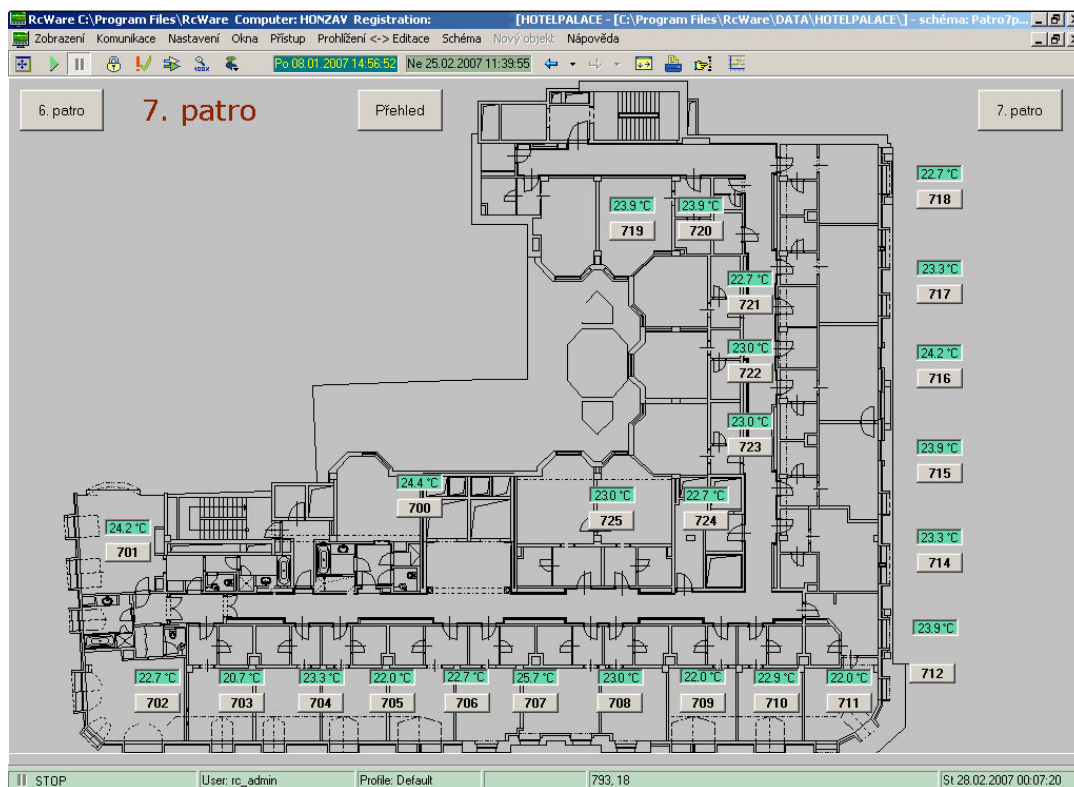 RcWare C:\Program Files\RcWare Computer: HONZAV Registration: [HOTELPALACE - [C:\Program Files\RcWare\DATA\HOTELPALACE\] - schéma: Patro7p...
Zobrazení Komunikace Nastavení Okna Přístup Prohlížení <-> Editace Schéma Nový objekt Nápověda
100% Po 08.01.2007 14:56:52 Ne 25.02.2007 11:39:55
6. patro 7. patro Přehled 7. patro
22.7 °C
718
23.9 °C 23.9 °C
719 720
23.3 °C
22.7 °C 717
721
23.0 °C 24.2 °C
722 716
23.0 °C
723 23.9 °C
715
24.4 °C
700 23.0 °C 22.7 °C
725 724
24.2 °C 23.3 °C
701 714
23.9 °C
712
22.7 °C 20.7 °C 23.3 °C 22.0 °C 22.7 °C 25.7 °C 23.0 °C 22.0 °C 22.9 °C 22.0 °C
702 703 704 705 706 707 708 709 710 711
STOP User: rc_admin Profile: Default 793, 18 St 28.02.2007 00:07:20